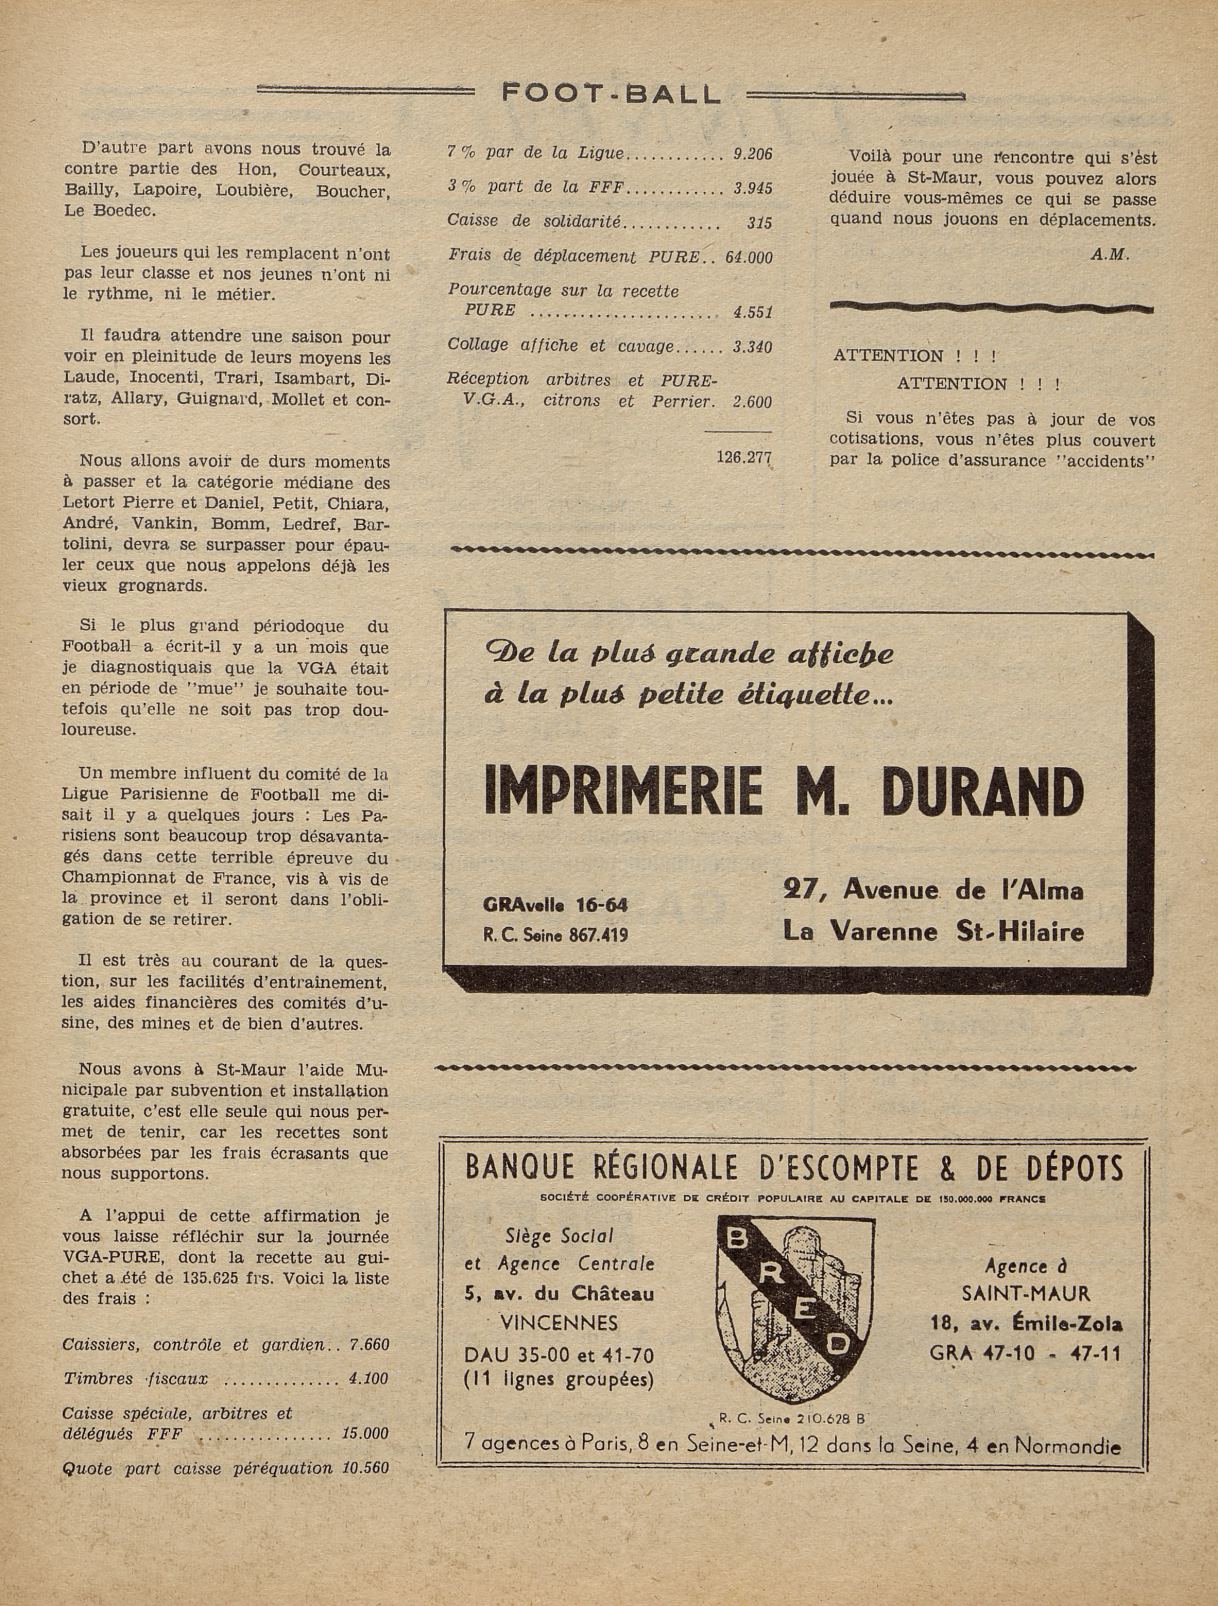 FOOT-BALL
D'autre part avons nous trouvé la
contre partie des Hon, Courteaux,
Bailly, Lapoire, Loubière, Boucher,
Le Boedec.
Les joueurs qui les remplacent n'ont
pas leur classe et nos jeunes n'ont ni
le rythme, ni le métier.
Il faudra attendre une saison pour
voir en pleinitude de leurs moyens les
Laude, Inocenti, Trari, Isambart, Di-
ratz, Allary, Guignard, Mollet et con-
sort.
Nous allons avoir de durs moments
à passer et la catégorie médiane des
Letort Pierre et Daniel, Petit, Chiara,
André, Vankin, Bomm, Ledref, Bar-
tolini, devra se surpasser pour épau-
ler ceux que nous appelons déjà les
vieux grognards.
Si le plus grand périodoque du
Football a écrit-il y a un mois que
je diagnostiquais que la VGA était
en période de "mue" je souhaite tou-
tefois qu'elle ne soit pas trop dou-
loureuse.
Un membre influent du comité de la
Ligue Parisienne de Football me di-
sait il y a quelques jours : Les Pa-
risiens sont beaucoup trop désavanta-
gés dans cette terrible épreuve du
Championnat de France, vis à vis de
la province et il seront dans l'obli-
gation de se retirer.
Il est très au courant de la ques-
tion, sur les facilités d'entraînement,
les aides financières des comités d'u-
sine, des mines et de bien d'autres.
Nous avons à St-Maur l'aide Mu-
nicipale par subvention et installation
gratuite, c'est elle seule qui nous per-
met de tenir, car les recettes sont
absorbées par les frais écrasants que
nous supportons.
A l'appui de cette affirmation je
vous laisse réfléchir sur la journée
VGA-PURE, dont la recette au gui-
chet a été de 135.625 frs. Voici la liste
des frais :
Caissiers, contrôle et gardien.. 7.660
Timbres fiscaux .............. 4.100
Caisse spéciale, arbitres et
délégués FFF ................ 15.000
Quote part caisse péréquation 10.560
7 % par de la Ligue............ 9.206
3 % part de la FFF............ 3.945
Caisse de solidarité............ 315
Frais de déplacement PURE.. 64.000
Pourcentage sur la recette
PURE ....................... 4.551
Collage affiche et cavage...... 3.340
Réception arbitres et PURE-
V.G.A., citrons et Perrier. 2.600
126.277
Voilà pour une rencontre qui s'ést
jouée à St-Maur, vous pouvez alors
déduire vous-mêmes ce qui se passe
quand nous jouons en déplacements.
A.M.
ATTENTION ! ! !
ATTENTION ! ! !
Si vous n'êtes pas à jour de vos
cotisations, vous n'êtes plus couvert
par la police d'assurance "accidents"
De la plus grande affiche
à la plus petite étiquette...
IMPRIMERIE M. DURAND
GRAvelle 16-64
R. C. Seine 867.419
27, Avenue de l'Alma
La Varenne St-Hilaire
BANQUE RÉGIONALE D'ESCOMPTE & DE DÉPOTS
SOCIÉTÉ COOPÉRATIVE DE CRÉDIT POPULAIRE AU CAPITALE DE 150.000.000 FRANCS
Siège Social
et Agence Centrale
5, av. du Château
VINCENNES
DAU 35-00 et 41-70
(11 lignes groupées)
BRED
R. C. Seine 210.628 B
Agence à
SAINT-MAUR
18, av. Émile-Zola
GRA 47-10 - 47-11
7 agences à Paris, 8 en Seine-et-M, 12 dans la Seine, 4 en Normandie